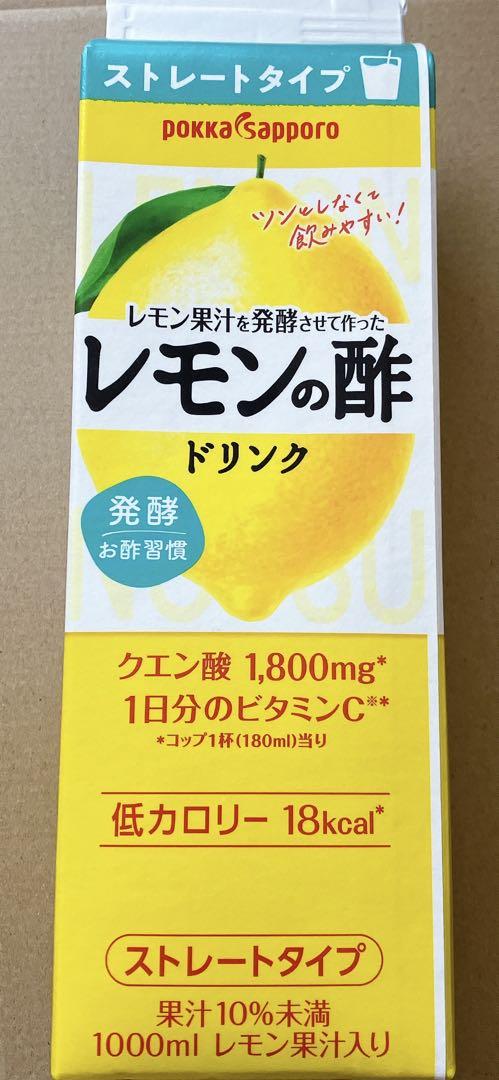 ストレートタイプ
pokka sapporo
ツンとしなくて
飲みやすい!
レモン果汁を発酵させて作った
レモンの酢
ドリンク
発酵
お酢習慣
クエン酸 1,800mg*
1日分のビタミンC※*
*コップ1杯(180ml)当り
低カロリー 18kcal*
ストレートタイプ
果汁10%未満
1000ml レモン果汁入り